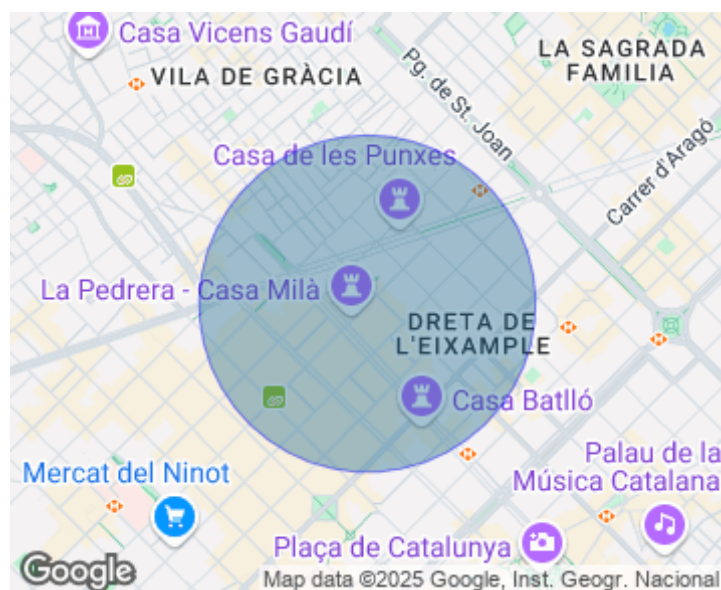 Casa Vicens Gaudí
VILA DE GRÀCIA
LA SAGRADA
FAMILIA
Pg. de St. Joan
Carrer d'Aragó
Casa de les Punxes
La Pedrera - Casa Milà
DRETA DE
L'EIXAMPLE
Casa Batlló
Mercat del Ninot
Palau de la
Música Catalana
Plaça de Catalunya
Google
Map data ©2025 Google, Inst. Geogr. Nacional